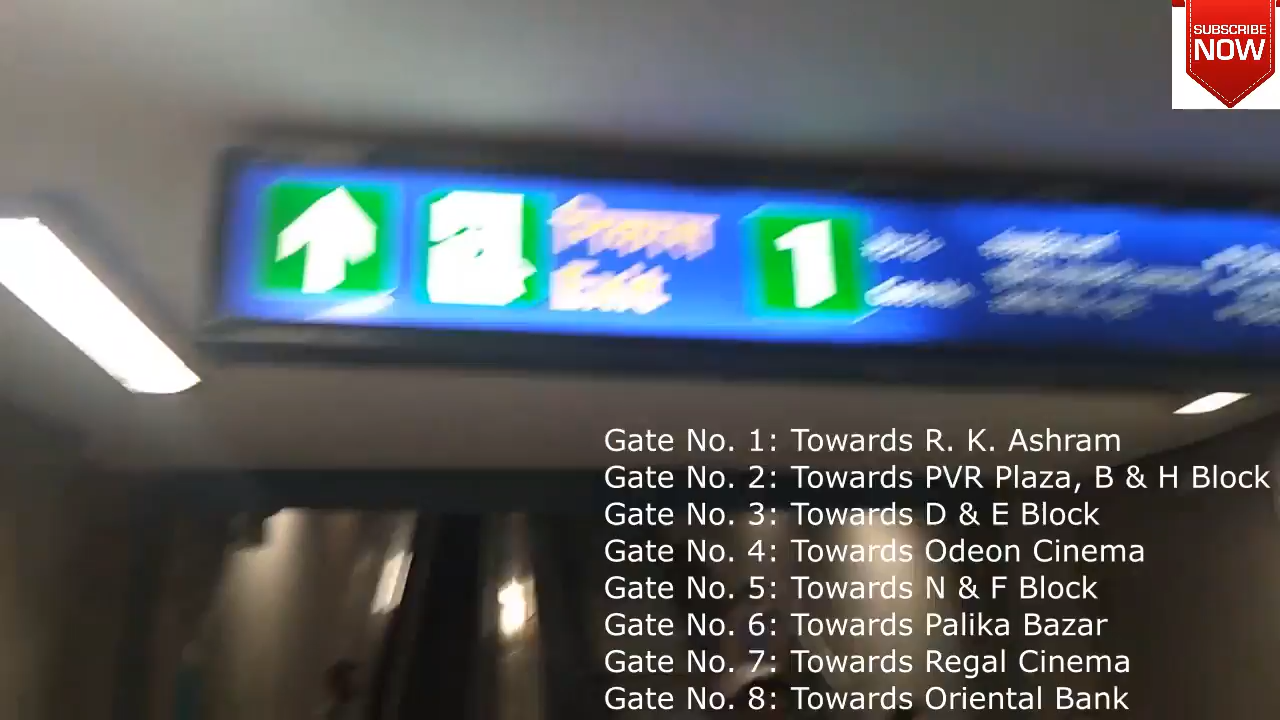 SUBSCRIBE
NOW
1
Gate No. 1: Towards R. K. Ashram
Gate No. 2: Towards PVR Plaza, B & H Block
Gate No. 3: Towards D & E Block
Gate No. 4: Towards Odeon Cinema
Gate No. 5: Towards N & F Block
Gate No. 6: Towards Palika Bazar
Gate No. 7: Towards Regal Cinema
Gate No. 8: Towards Oriental Bank